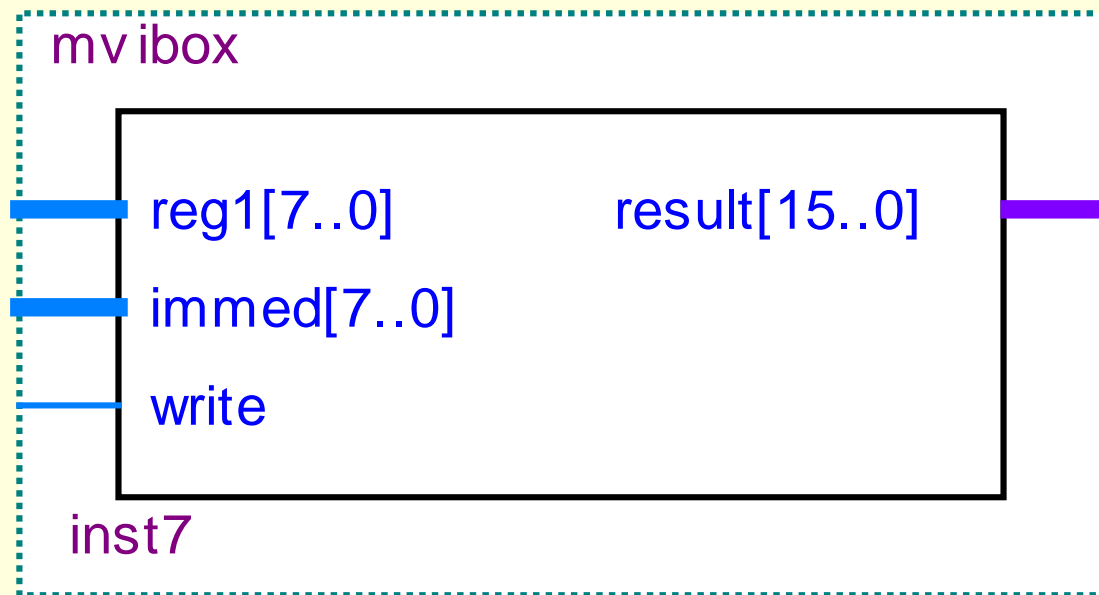 mvibox
reg1[7..0] result[15..0]
immed[7..0]
write
inst7